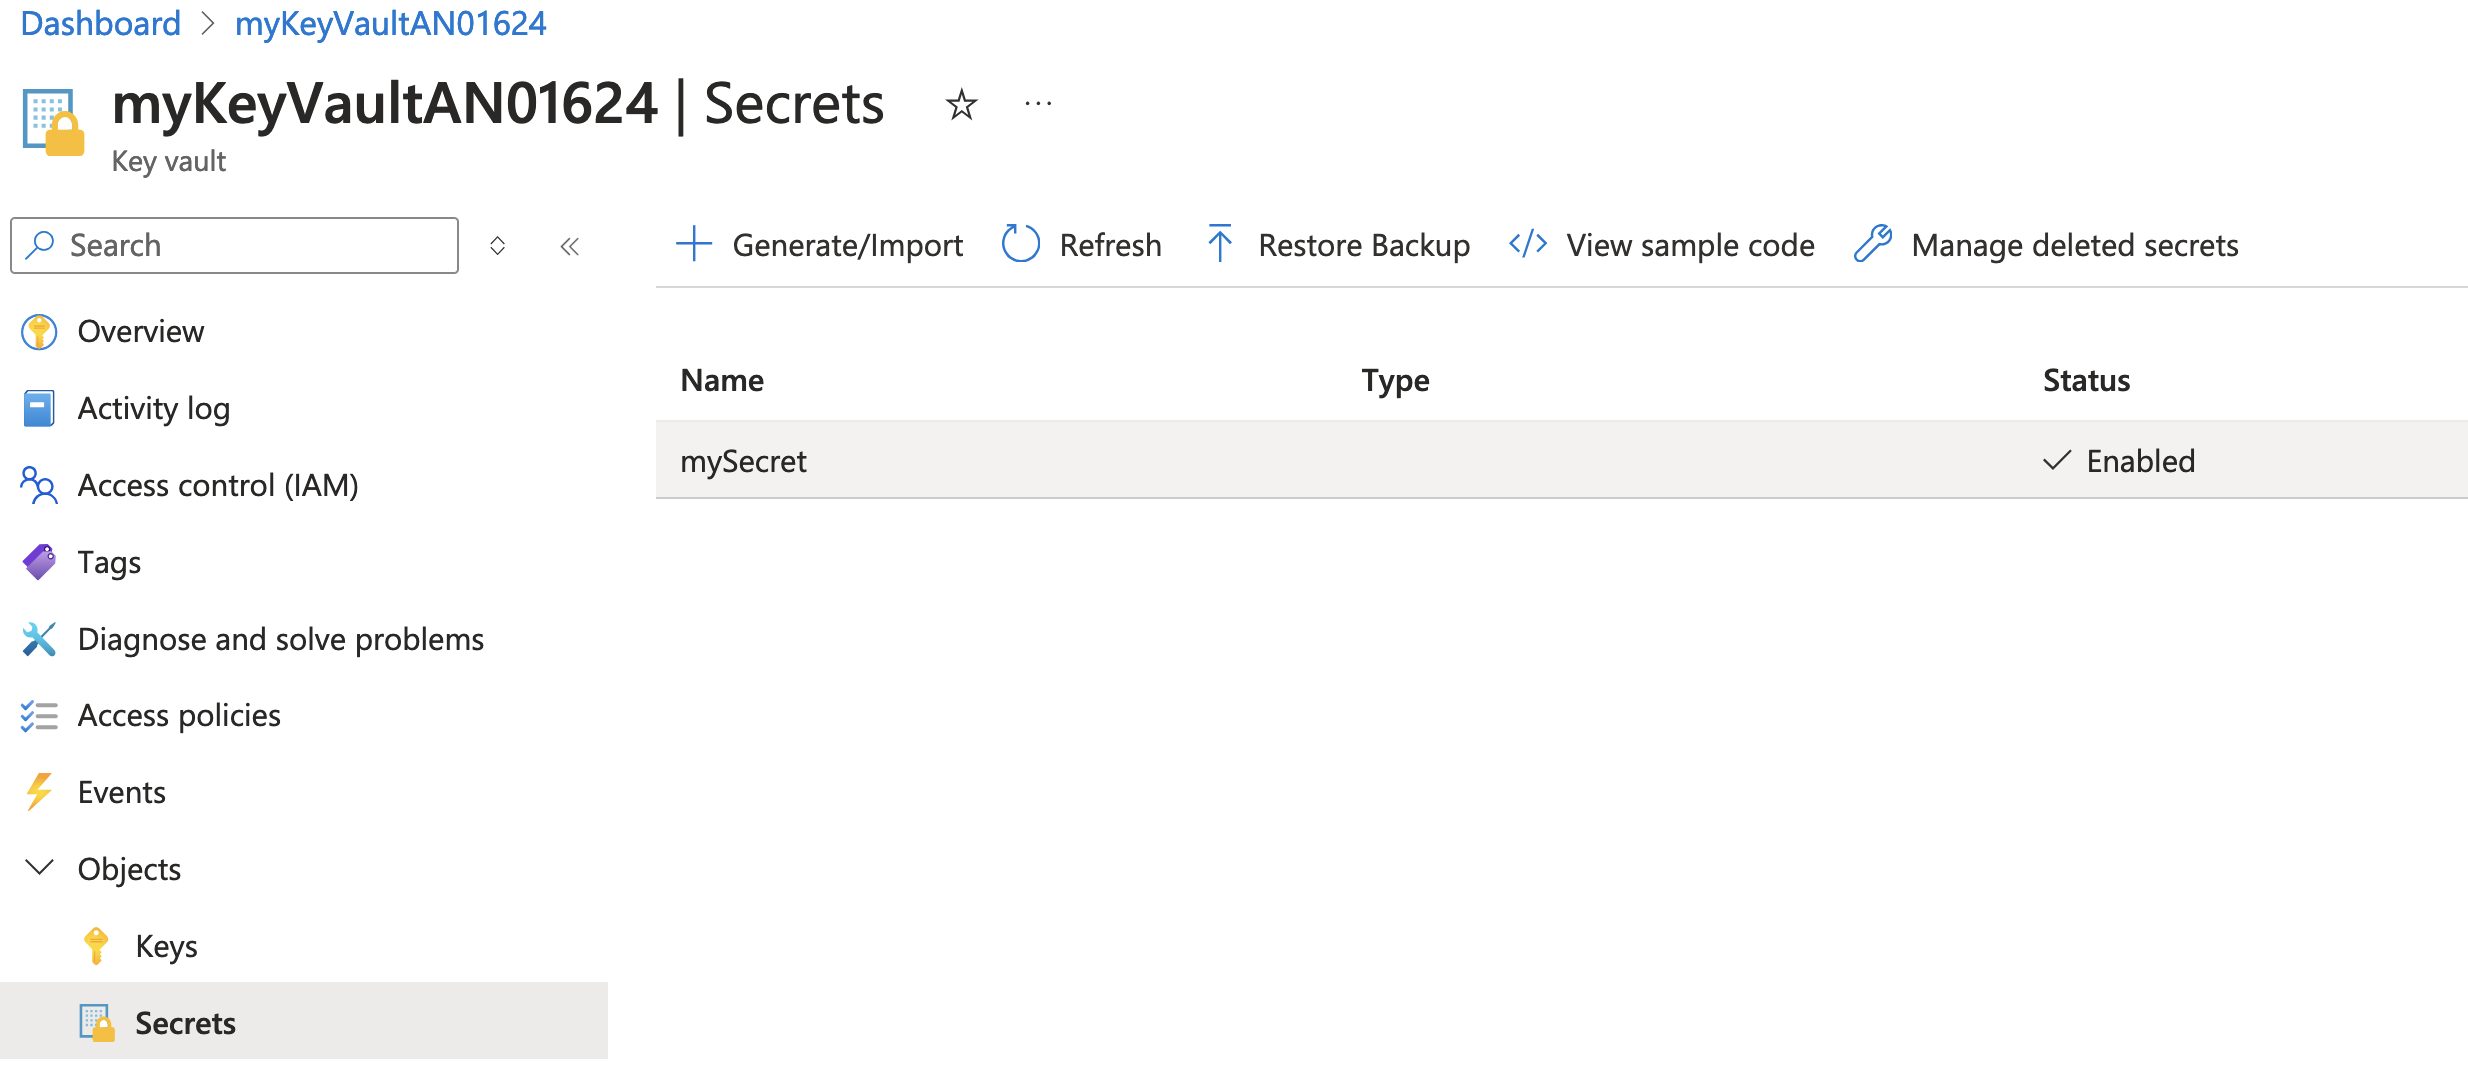 Dashboard > myKeyVaultAN01624
myKeyVaultAN01624 | Secrets ☆ ...
Key vault
Search
Generate/Import Refresh Restore Backup View sample code Manage deleted secrets
Overview
Activity log
Access control (IAM)
Tags
Diagnose and solve problems
Access policies
Events
Objects
Keys
Secrets
Name Type Status
mySecret Enabled